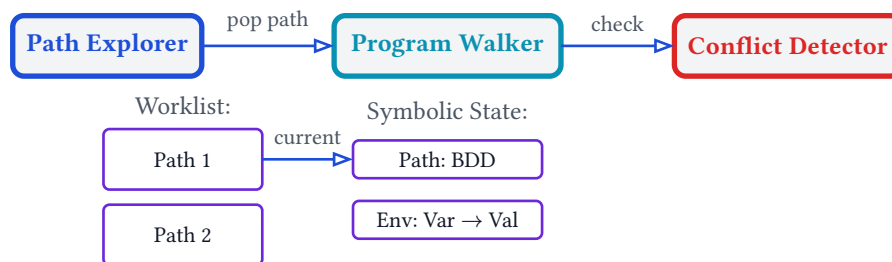 Path Explorer
pop path
Program Walker
check
Conflict Detector
Worklist:
Symbolic State:
Path 1
current
Path: BDD
Path 2
Env: Var → Val